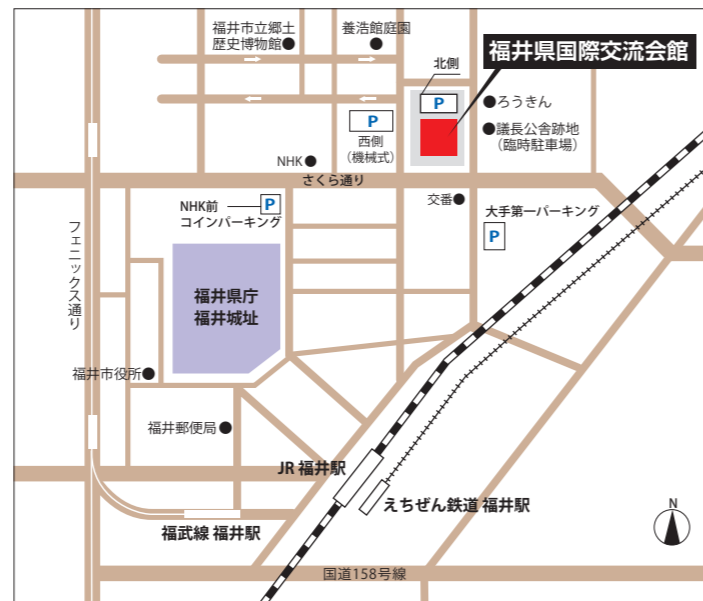 福井市立郷土
歴史博物館
養浩館庭園
福井県国際交流会館
北側
P
ろうきん
P
西側
(機械式)
議長公舎跡地
(臨時駐車場)
NHK
さくら通り
NHK前
コインパーキング
P
交番
大手第一パーキング
P
フェニックス通り
福井県庁
福井城址
福井市役所
福井郵便局
JR 福井駅
えちぜん鉄道 福井駅
福武線 福井駅
N
国道158号線